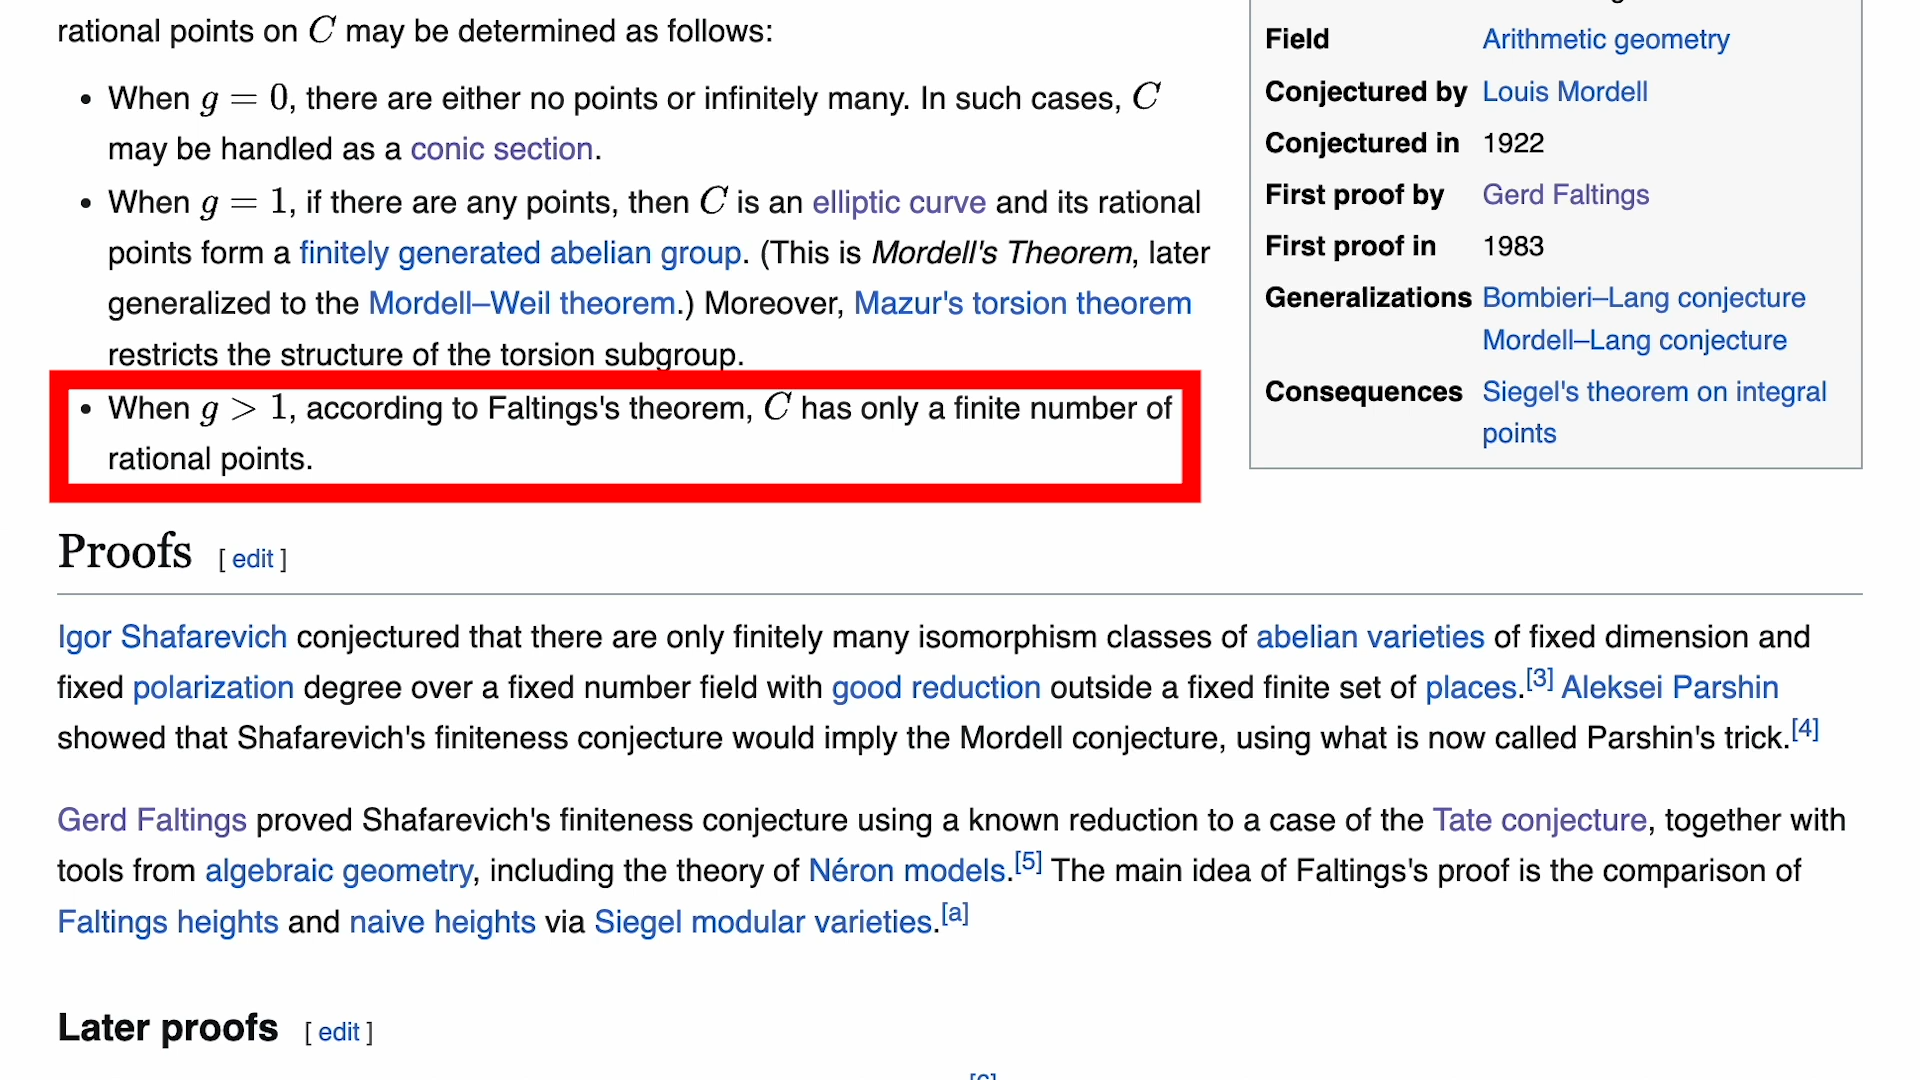 rational points on C may be determined as follows:
• When g = 0, there are either no points or infinitely many. In such cases, C
may be handled as a conic section.
• When g = 1, if there are any points, then C is an elliptic curve and its rational
points form a finitely generated abelian group. (This is Mordell's Theorem, later
generalized to the Mordell–Weil theorem.) Moreover, Mazur's torsion theorem
restricts the structure of the torsion subgroup.
• When g > 1, according to Faltings's theorem, C has only a finite number of
rational points.
Field Arithmetic geometry
Conjectured by Louis Mordell
Conjectured in 1922
First proof by Gerd Faltings
First proof in 1983
Generalizations Bombieri–Lang conjecture
Mordell–Lang conjecture
Consequences Siegel's theorem on integral
points
Proofs [ edit ]
Igor Shafarevich conjectured that there are only finitely many isomorphism classes of abelian varieties of fixed dimension and
fixed polarization degree over a fixed number field with good reduction outside a fixed finite set of places.[3] Aleksei Parshin
showed that Shafarevich's finiteness conjecture would imply the Mordell conjecture, using what is now called Parshin's trick.[4]
Gerd Faltings proved Shafarevich's finiteness conjecture using a known reduction to a case of the Tate conjecture, together with
tools from algebraic geometry, including the theory of Néron models.[5] The main idea of Faltings's proof is the comparison of
Faltings heights and naive heights via Siegel modular varieties.[a]
Later proofs [ edit ]